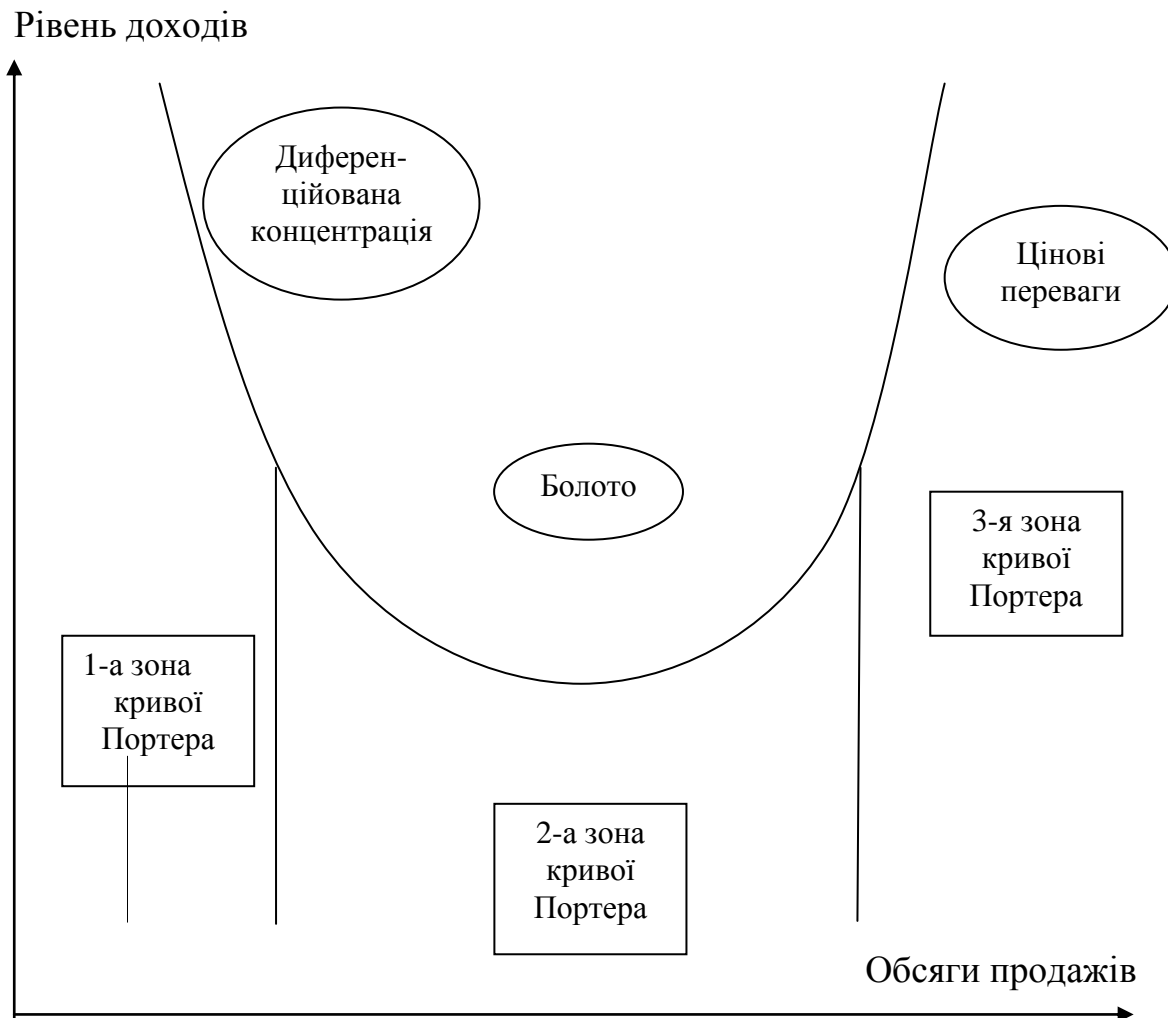 Рівень доходів
Диферен-
ційована
концентрація
Цінові
переваги
Болото
3-я зона
кривої
Портера
1-а зона
кривої
Портера
2-а зона
кривої
Портера
Обсяги продажів